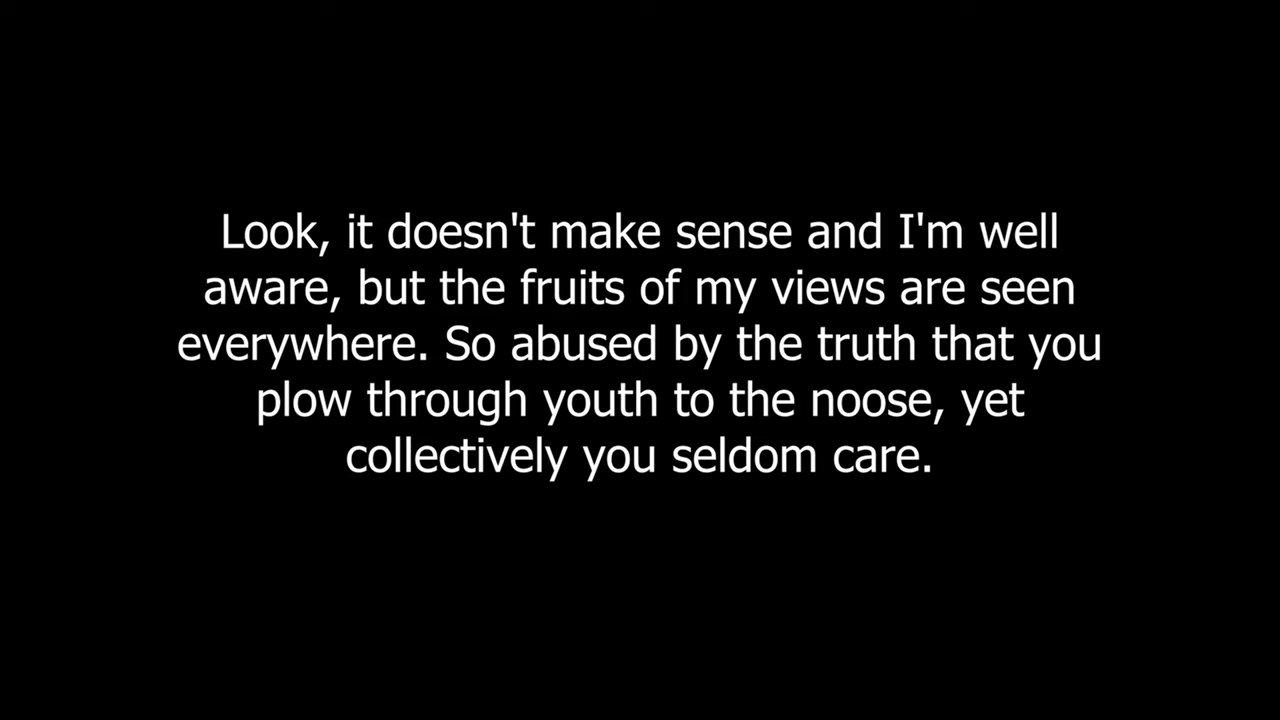 Look, it doesn't make sense and I'm well
aware, but the fruits of my views are seen
everywhere. So abused by the truth that you
plow through youth to the noose, yet
collectively you seldom care.